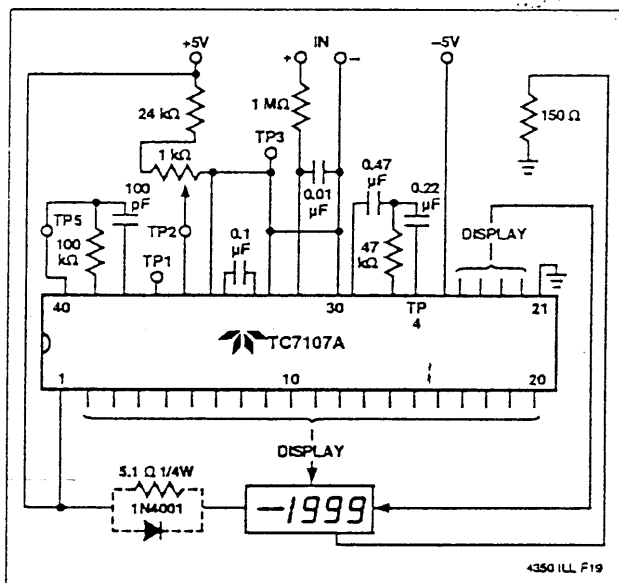 +5V
IN
−5V
+
−
24 kΩ
1 MΩ
150 Ω
TP3
1 kΩ
0.01 µF
0.47 µF
0.22 µF
100 pF
TP5
100 kΩ
TP2
TP1
0.1 µF
47 kΩ
DISPLAY
40
30
TP 4
21
TC7107A
1
10
20
DISPLAY
5.1 Ω 1/4W
1N4001
−1999
4350 ILL F19